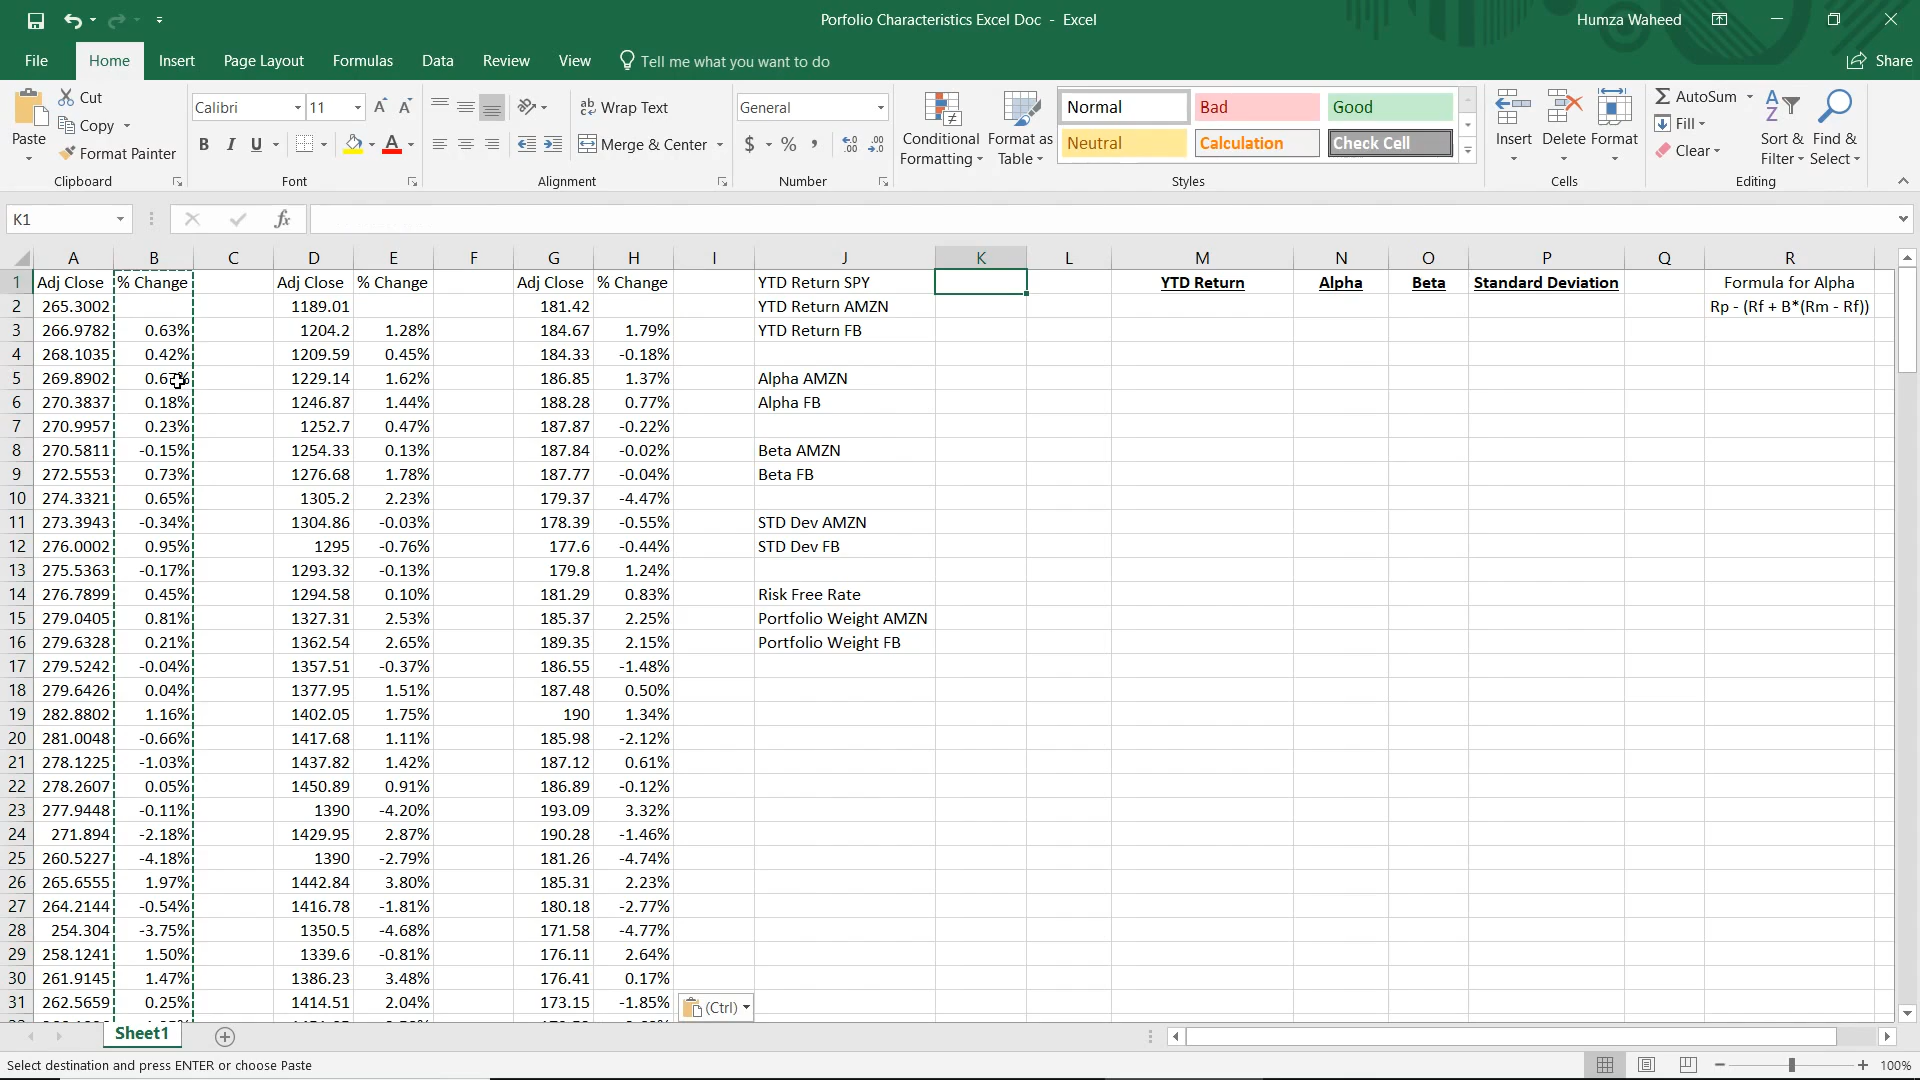 Porfolio Characteristics Excel Doc - Excel
Humza Waheed
File Home Insert Page Layout Formulas Data Review View Tell me what you want to do
Share
Paste
Cut
Copy
Format Painter
Clipboard
Calibri 11
B I U
Font
Wrap Text
Merge & Center
Alignment
General
$ % ,
Number
Conditional Formatting
Format as Table
Normal Bad Good
Neutral Calculation Check Cell
Styles
Insert Delete Format
Cells
AutoSum
Fill
Clear
Sort & Filter
Find & Select
Editing
K1 fx
A B C D E F G H I J K L M N O P Q R
1 Adj Close % Change Adj Close % Change Adj Close % Change YTD Return SPY YTD Return Alpha Beta Standard Deviation Formula for Alpha
2 265.3002 1189.01 181.42 YTD Return AMZN Rp - (Rf + B*(Rm - Rf))
3 266.9782 0.63% 1204.2 1.28% 184.67 1.79% YTD Return FB
4 268.1035 0.42% 1209.59 0.45% 184.33 -0.18%
5 269.8902 1229.14 1.62% 186.85 1.37% Alpha AMZN
6 270.3837 0.18% 1246.87 1.44% 188.28 0.77% Alpha FB
7 270.9957 0.23% 1252.7 0.47% 187.87 -0.22%
8 270.5811 -0.15% 1254.33 0.13% 187.84 -0.02% Beta AMZN
9 272.5553 0.73% 1276.68 1.78% 187.77 -0.04% Beta FB
10 274.3321 0.65% 1305.2 2.23% 179.37 -4.47%
11 273.3943 -0.34% 1304.86 -0.03% 178.39 -0.55% STD Dev AMZN
12 276.0002 0.95% 1295 -0.76% 177.6 -0.44% STD Dev FB
13 275.5363 -0.17% 1293.32 -0.13% 179.8 1.24%
14 276.7899 0.45% 1294.58 0.10% 181.29 0.83% Risk Free Rate
15 279.0405 0.81% 1327.31 2.53% 185.37 2.25% Portfolio Weight AMZN
16 279.6328 0.21% 1362.54 2.65% 189.35 2.15% Portfolio Weight FB
17 279.5242 -0.04% 1357.51 -0.37% 186.55 -1.48%
18 279.6426 0.04% 1377.95 1.51% 187.48 0.50%
19 282.8802 1.16% 1402.05 1.75% 190 1.34%
20 281.0048 -0.66% 1417.68 1.11% 185.98 -2.12%
21 278.1225 -1.03% 1437.82 1.42% 187.12 0.61%
22 278.2607 0.05% 1450.89 0.91% 186.89 -0.12%
23 277.9448 -0.11% 1390 -4.20% 193.09 3.32%
24 271.894 -2.18% 1429.95 2.87% 190.28 -1.46%
25 260.5227 -4.18% 1390 -2.79% 181.26 -4.74%
26 265.6555 1.97% 1442.84 3.80% 185.31 2.23%
27 264.2144 -0.54% 1416.78 -1.81% 180.18 -2.77%
28 254.304 -3.75% 1350.5 -4.68% 171.58 -4.77%
29 258.1241 1.50% 1339.6 -0.81% 176.11 2.64%
30 261.9145 1.47% 1386.23 3.48% 176.41 0.17%
31 262.5659 0.25% 1414.51 2.04% 173.15 -1.85% (Ctrl)
Sheet1
Select destination and press ENTER or choose Paste
100%